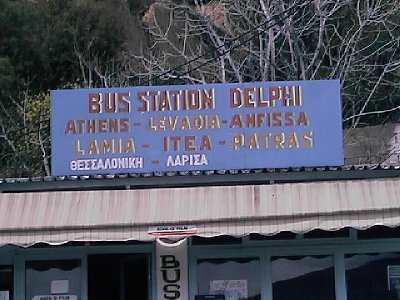 BUS STATION DELPHI
ATHENS - LEVADIA - AMFISSA
LAMIA - ITEA - PATRAS
ΘΕΣΣΑΛΟΝΙΚΗ - ΛΑΡΙΣΑ
BUS